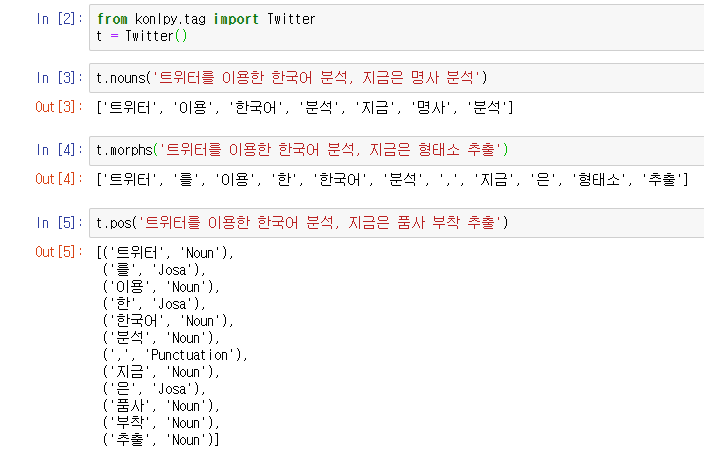 In [2]: from konlpy.tag import Twitter
t = Twitter()
In [3]: t.nouns('트위터를 이용한 한국어 분석, 지금은 명사 분석')
Out[3]: ['트위터', '이용', '한국어', '분석', '지금', '명사', '분석']
In [4]: t.morphs('트위터를 이용한 한국어 분석, 지금은 형태소 추출')
Out[4]: ['트위터', '를', '이용', '한', '한국어', '분석', ',', '지금', '은', '형태소', '추출']
In [5]: t.pos('트위터를 이용한 한국어 분석, 지금은 품사 부착 추출')
Out[5]: [('트위터', 'Noun'),
('를', 'Josa'),
('이용', 'Noun'),
('한', 'Josa'),
('한국어', 'Noun'),
('분석', 'Noun'),
(',', 'Punctuation'),
('지금', 'Noun'),
('은', 'Josa'),
('품사', 'Noun'),
('부착', 'Noun'),
('추출', 'Noun')]